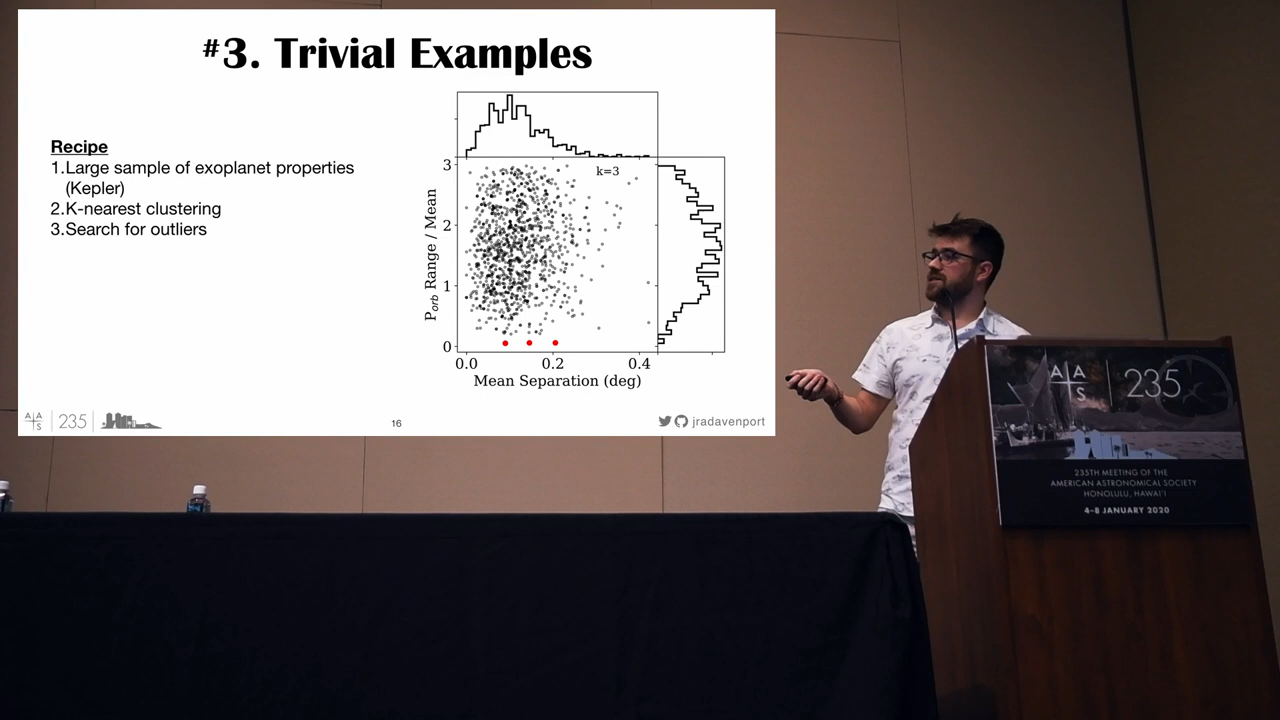 #3. Trivial Examples
Recipe
1.Large sample of exoplanet properties
(Kepler)
2.K-nearest clustering
3.Search for outliers
k=3
3
2
1
0
P_orb Range / Mean
0.0 0.2 0.4
Mean Separation (deg)
A A S 235
16
jradavenport
A A S 235
235TH MEETING OF THE
AMERICAN ASTRONOMICAL SOCIETY
HONOLULU, HAWAI'I
4–8 JANUARY 2020